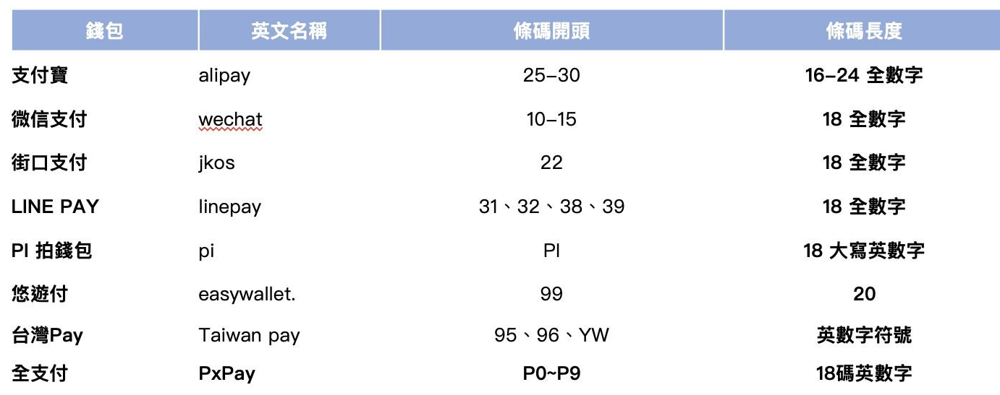 錢包 英文名稱 條碼開頭 條碼長度
支付寶 alipay 25–30 16–24 全數字
微信支付 wechat 10–15 18 全數字
街口支付 jkos 22 18 全數字
LINE PAY linepay 31、32、38、39 18 全數字
PI 拍錢包 pi PI 18 大寫英數字
悠遊付 easywallet. 99 20
台灣Pay Taiwan pay 95、96、YW 英數字符號
全支付 PxPay P0~P9 18碼英數字